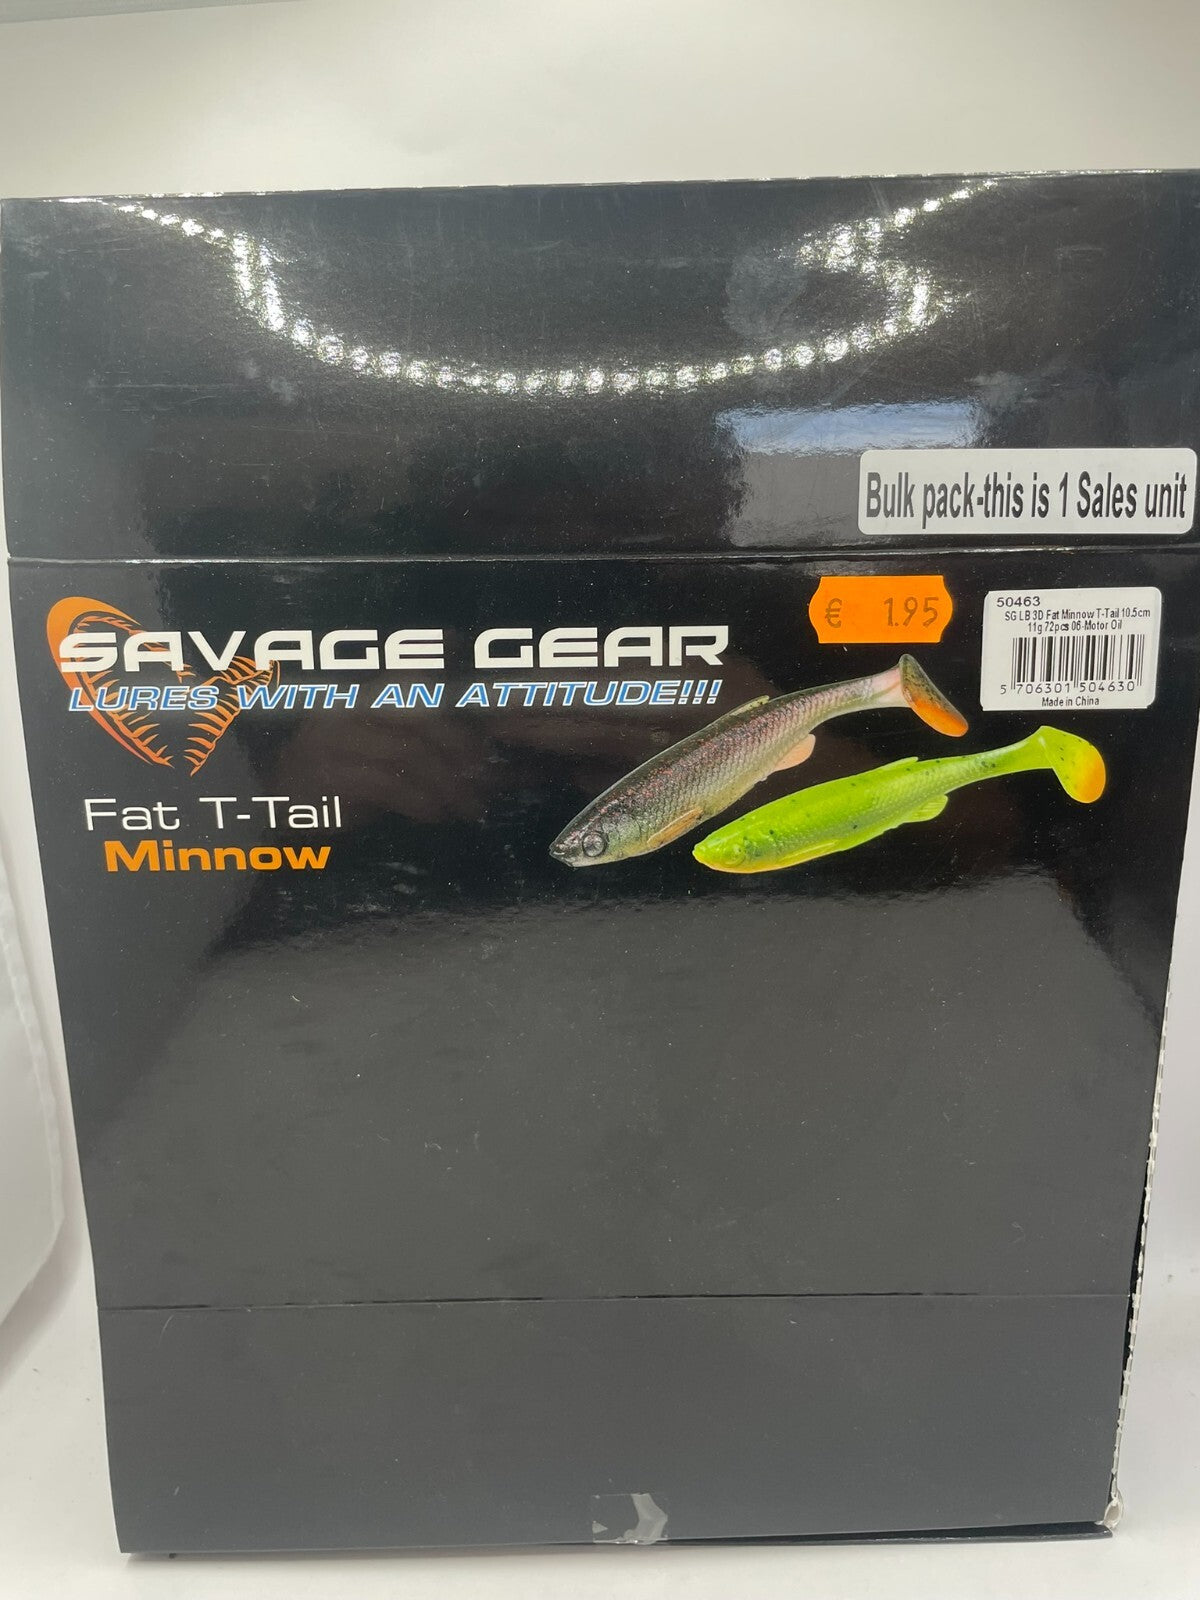 Bulk pack-this is 1 Sales unit
SAVAGE GEAR
LURES WITH AN ATTITUDE!!!
Fat T-Tail
Minnow
€ 1.95
50463
SG LB 3D Fat Minnow T-Tail 10.5cm
11g 72pcs 06-Motor Oil
5 706301 504630
Made in China